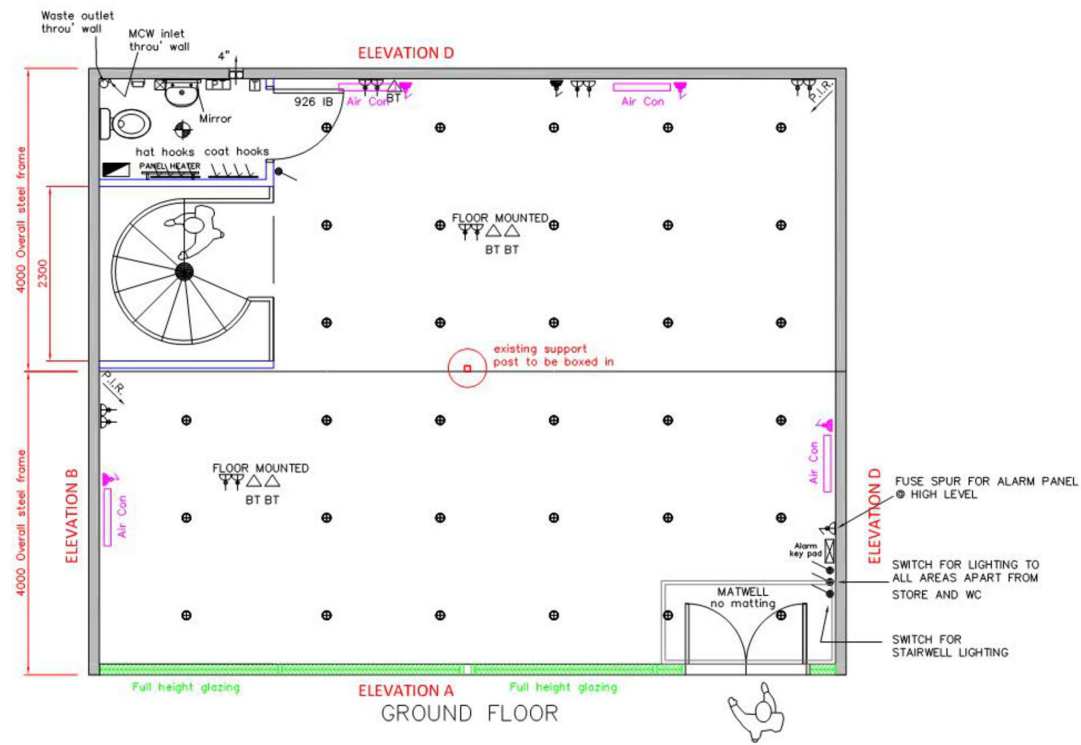 Waste outlet
throu' wall
MCW inlet
throu' wall
4"
ELEVATION D
PT
T
Mirror
926 IB
Air Con
BT
Air Con
P.I.R.
hat hooks coat hooks
PANEL HEATER
4000 Overall steel frame
2300
FLOOR MOUNTED
BT BT
existing support
post to be boxed in
P.I.R.
4000 Overall steel frame
ELEVATION B
Air Con
FLOOR MOUNTED
BT BT
Air Con
ELEVATION D
FUSE SPUR FOR ALARM PANEL
@ HIGH LEVEL
Alarm
key pad
SWITCH FOR LIGHTING TO
ALL AREAS APART FROM
STORE AND WC
MATWELL
no matting
SWITCH FOR
STAIRWELL LIGHTING
Full height glazing
ELEVATION A
Full height glazing
GROUND FLOOR